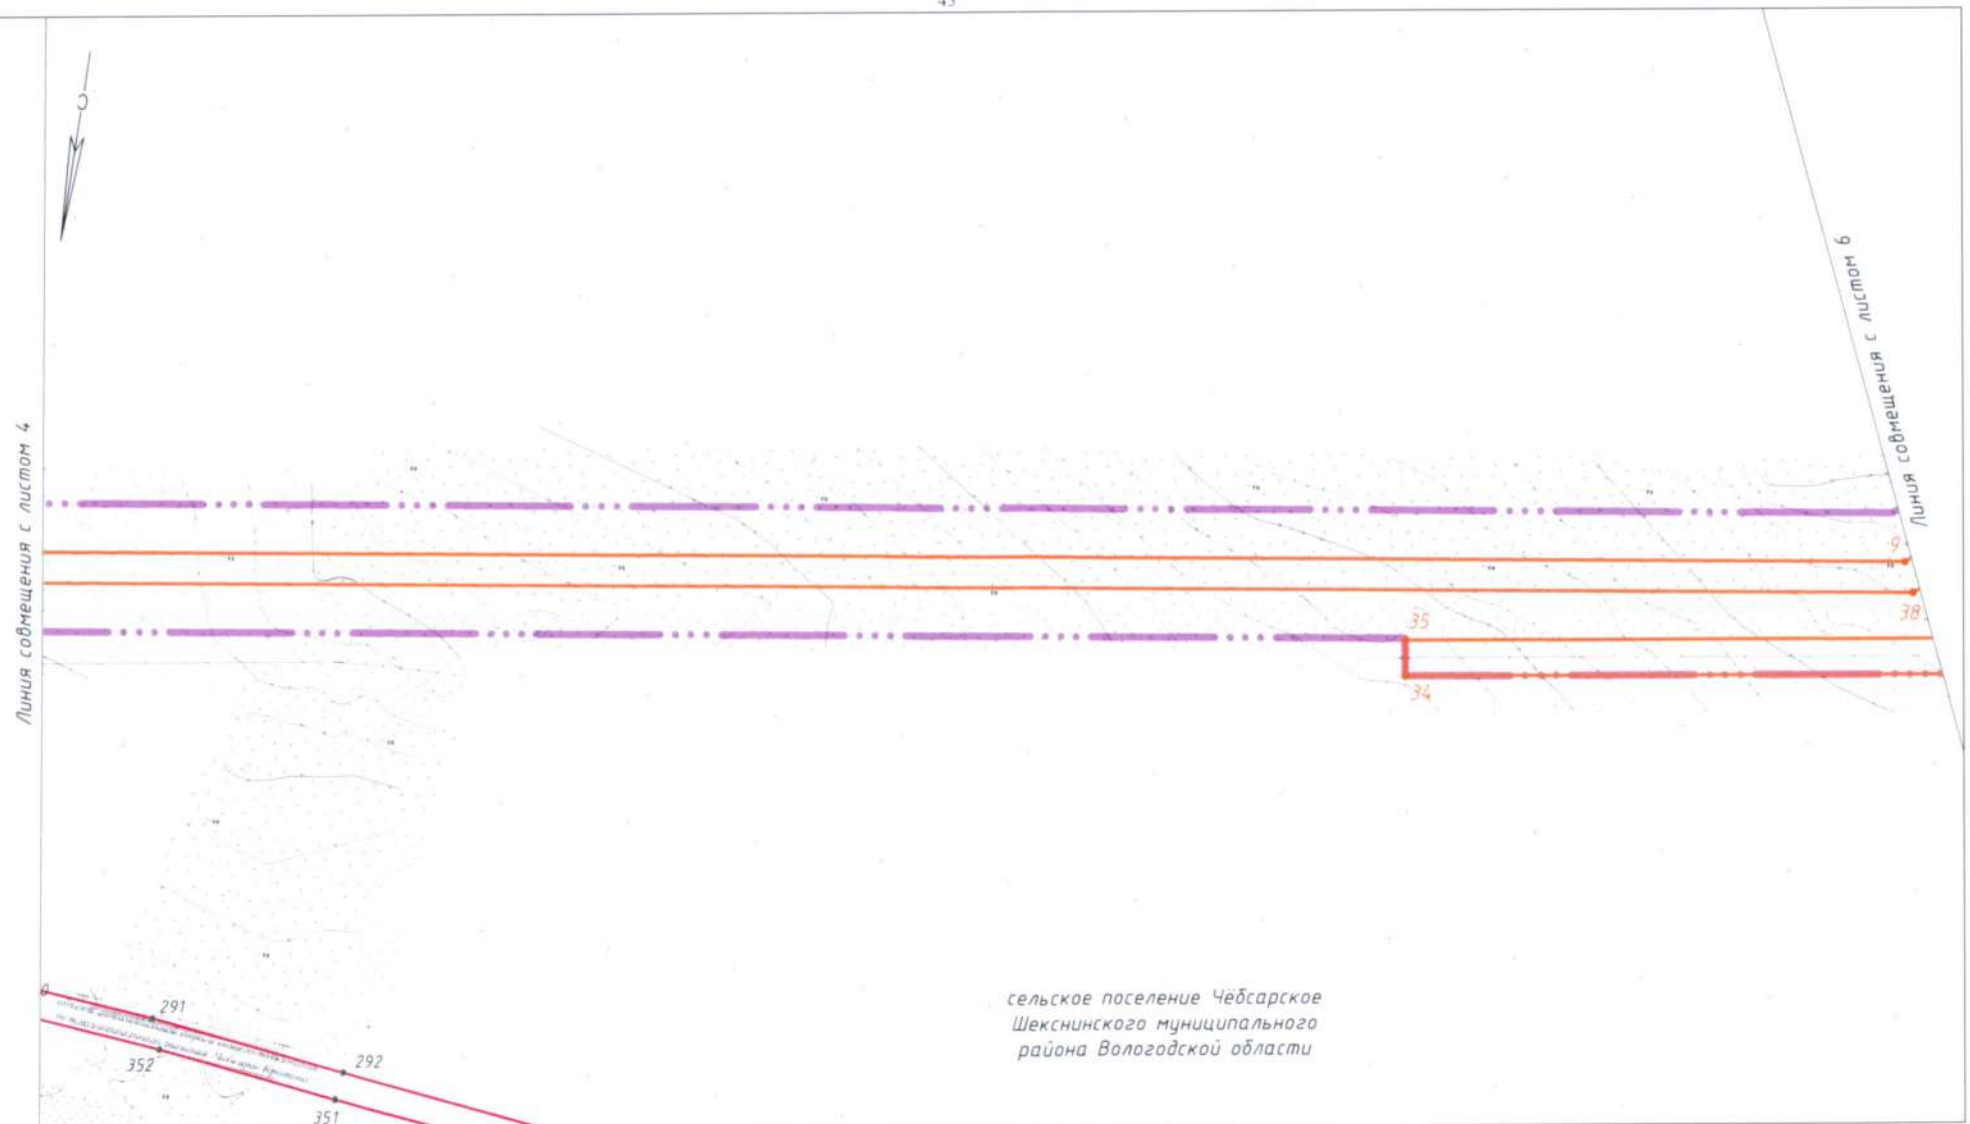 45
С
Линия совмещения с листом 4
Линия совмещения с листом 6
9
38
35
34
291
292
352
351
сельское поселение Чёбсарское
Шекснинского муниципального
района Вологодской области